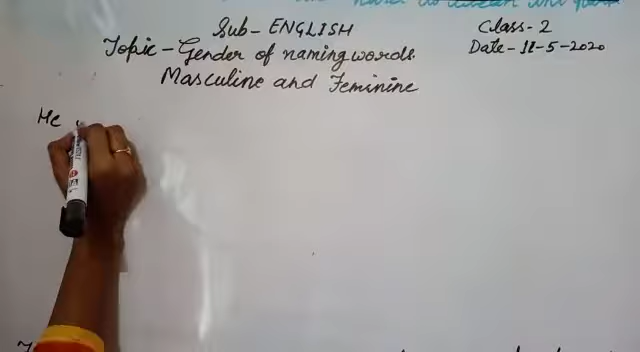 Sub - ENGLISH
Class - 2
Topic - Gender of naming words.
Date - 11-5-2020
Masculine and Feminine
He